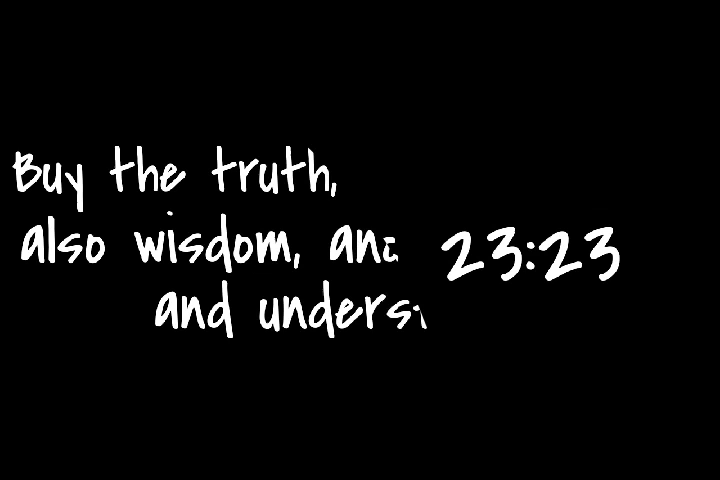 Buy the truth,
also wisdom,
23:23
and